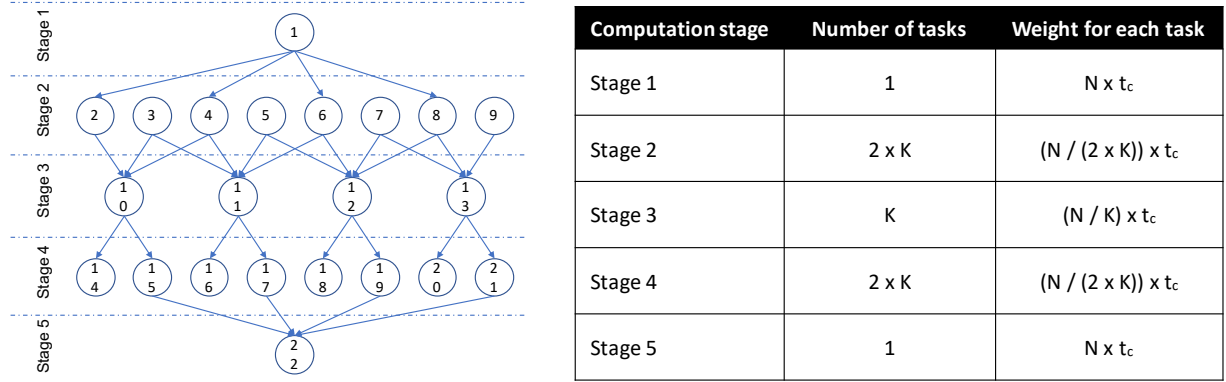 Stage 1
1
Stage 2
2 3 4 5 6 7 8 9
Stage 3
1 1 1 1
0 1 2 3
Stage 4
1 1 1 1 1 1 2 2
4 5 6 7 8 9 0 1
Stage 5
2
2
Computation stage Number of tasks Weight for each task
Stage 1 1 N x tc
Stage 2 2 x K (N / (2 x K)) x tc
Stage 3 K (N / K) x tc
Stage 4 2 x K (N / (2 x K)) x tc
Stage 5 1 N x tc